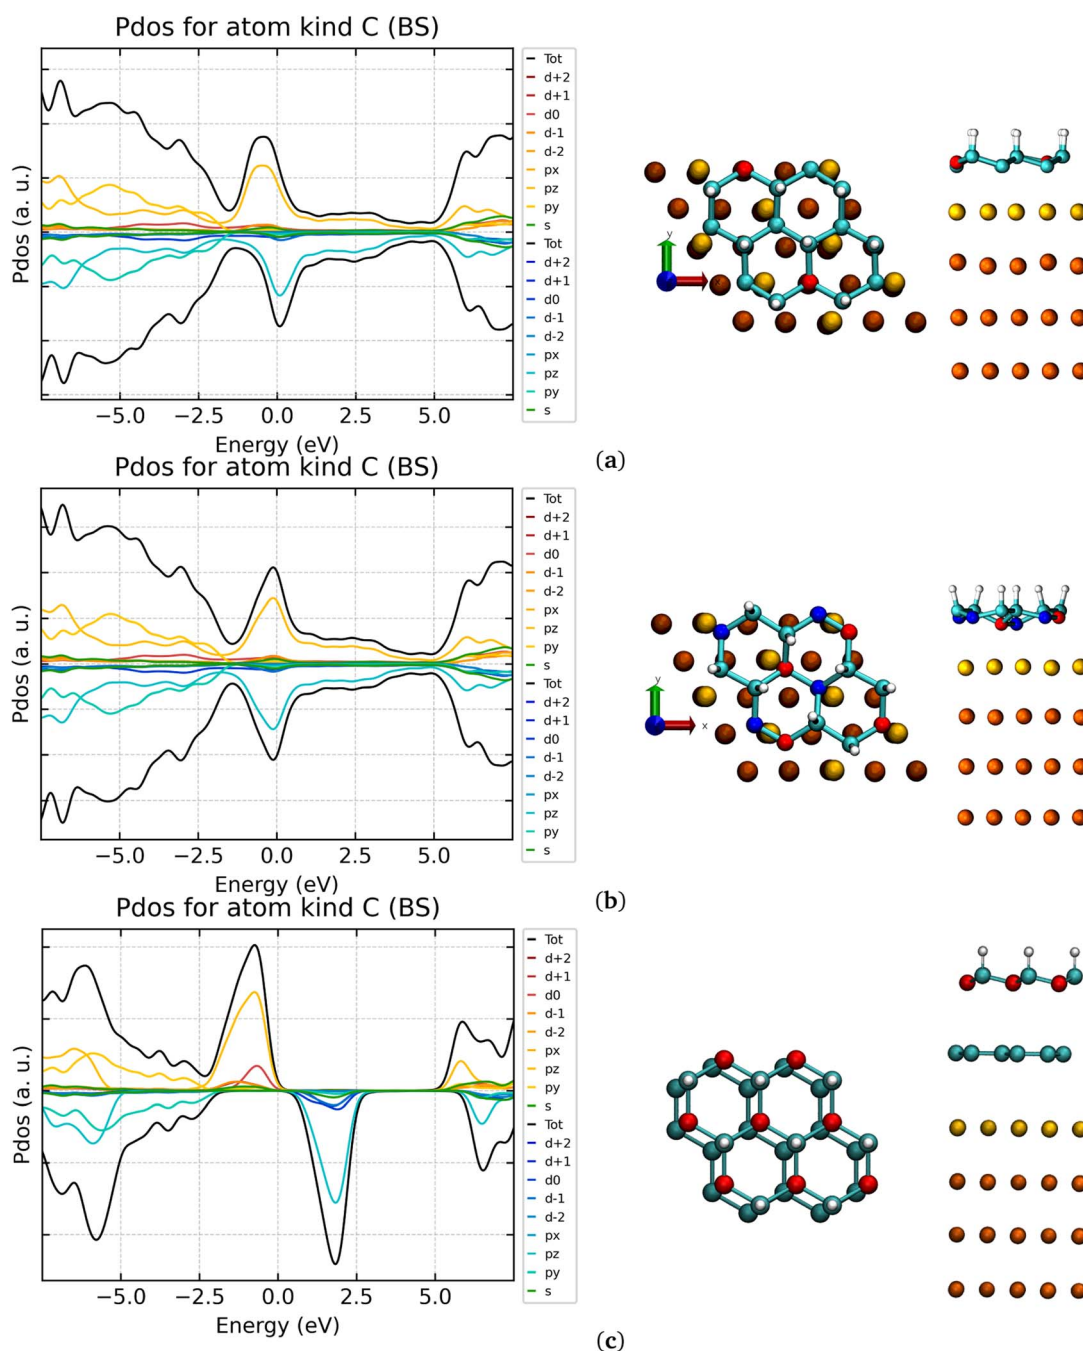 Pdos for atom kind C (BS)
Pdos (a. u.)
Tot
d+2
d+1
d0
d-1
d-2
px
pz
py
s
Tot
d+2
d+1
d0
d-1
d-2
px
pz
py
s
−5.0 −2.5 0.0 2.5 5.0
Energy (eV)
y
(a)
Pdos for atom kind C (BS)
Pdos (a. u.)
Tot
d+2
d+1
d0
d-1
d-2
px
pz
py
s
Tot
d+2
d+1
d0
d-1
d-2
px
pz
py
s
−5.0 −2.5 0.0 2.5 5.0
Energy (eV)
y
x
(b)
Pdos for atom kind C (BS)
Pdos (a. u.)
Tot
d+2
d+1
d0
d-1
d-2
px
pz
py
s
Tot
d+2
d+1
d0
d-1
d-2
px
pz
py
s
−5.0 −2.5 0.0 2.5 5.0
Energy (eV)
(c)